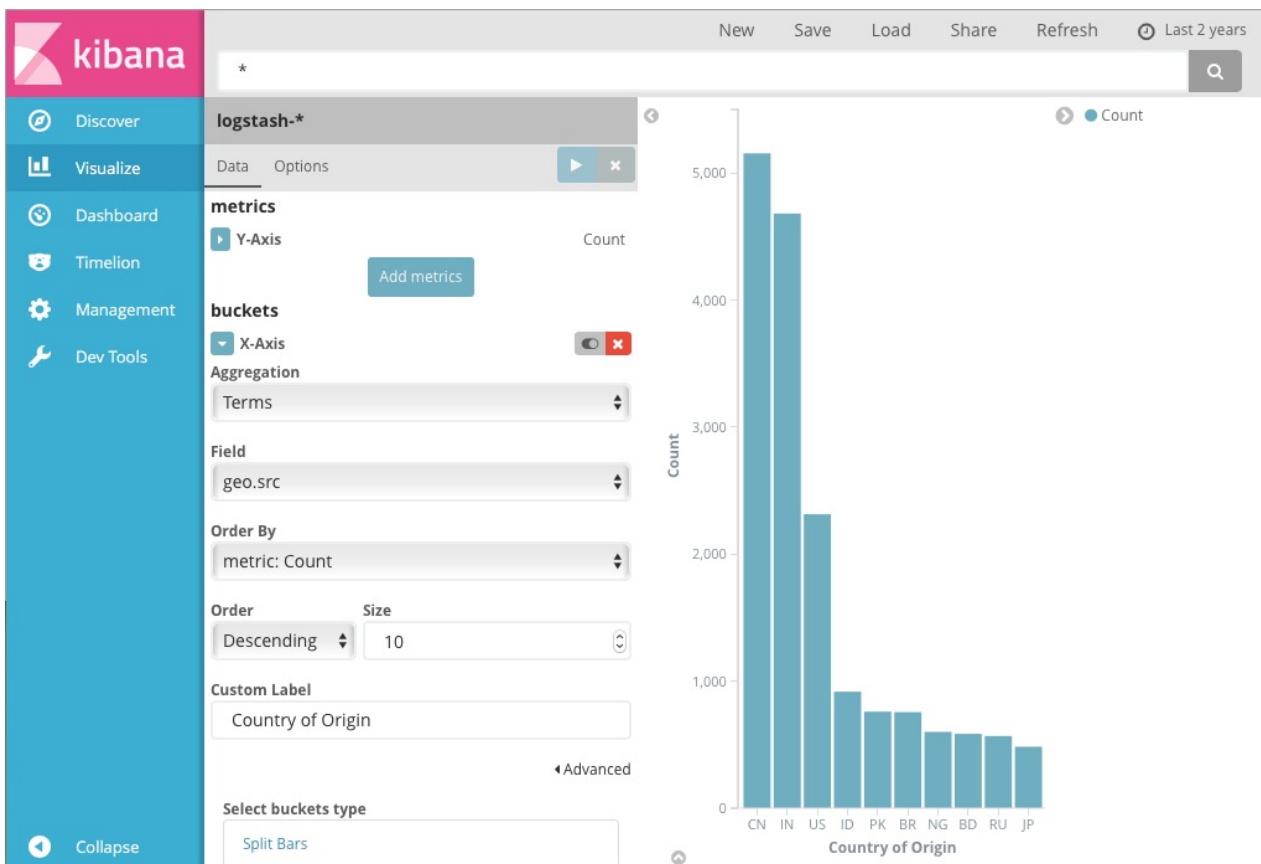 kibana
New Save Load Share Refresh Last 2 years
*
Discover
Visualize
Dashboard
Timelion
Management
Dev Tools
Collapse
logstash-*
Data Options
metrics
Y-Axis Count
Add metrics
buckets
X-Axis
Aggregation
Terms
Field
geo.src
Order By
metric: Count
Order Size
Descending 10
Custom Label
Country of Origin
Advanced
Select buckets type
Split Bars
Count
5,000
4,000
3,000
2,000
1,000
0
Count
CN IN US ID PK BR NG BD RU JP
Country of Origin